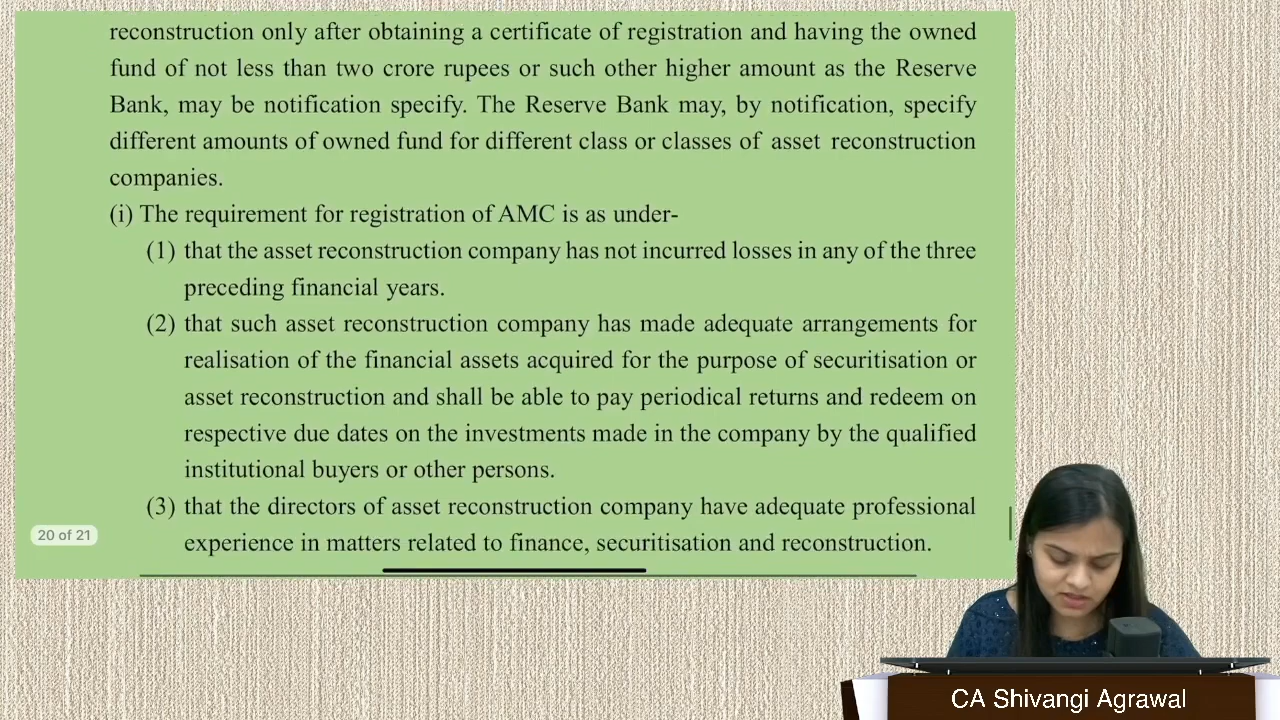 reconstruction only after obtaining a certificate of registration and having the owned
fund of not less than two crore rupees or such other higher amount as the Reserve
Bank, may be notification specify. The Reserve Bank may, by notification, specify
different amounts of owned fund for different class or classes of asset reconstruction
companies.
(i) The requirement for registration of AMC is as under-
(1) that the asset reconstruction company has not incurred losses in any of the three
preceding financial years.
(2) that such asset reconstruction company has made adequate arrangements for
realisation of the financial assets acquired for the purpose of securitisation or
asset reconstruction and shall be able to pay periodical returns and redeem on
respective due dates on the investments made in the company by the qualified
institutional buyers or other persons.
(3) that the directors of asset reconstruction company have adequate professional
experience in matters related to finance, securitisation and reconstruction.
20 of 21
CA Shivangi Agrawal